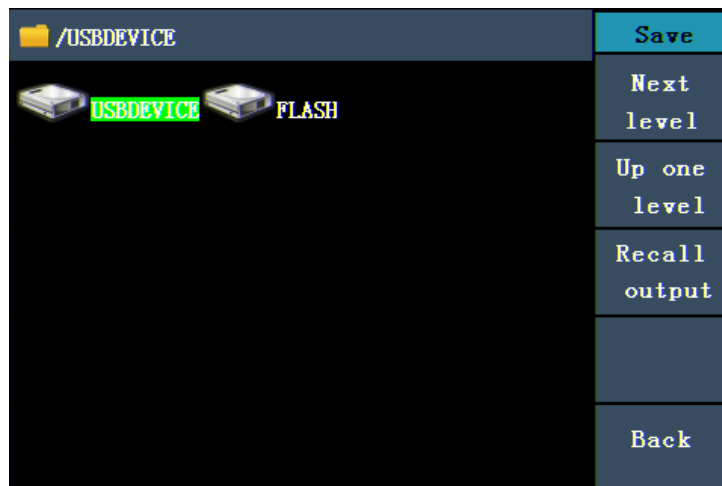 /USBDEVICE
USBDEVICE FLASH
Save
Next
level
Up one
level
Recall
output
Back